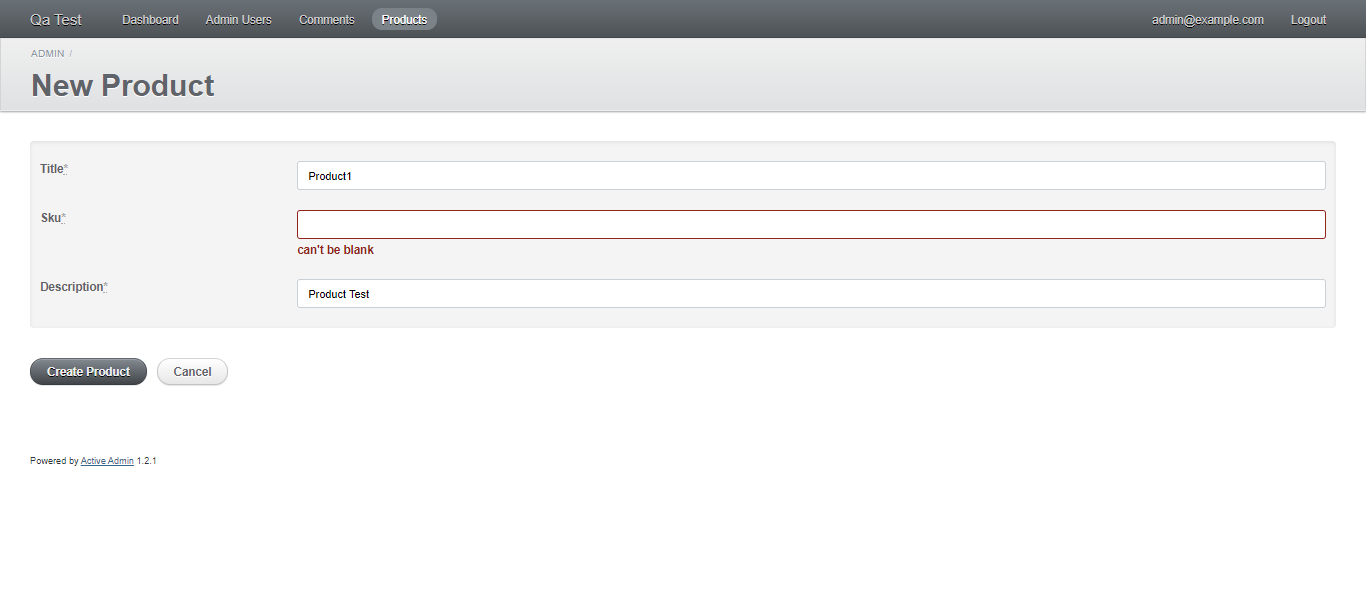 Qa Test Dashboard Admin Users Comments Products admin@example.com Logout
ADMIN /
New Product
Title* Product1
Sku*
can't be blank
Description* Product Test
Create Product Cancel
Powered by Active Admin 1.2.1